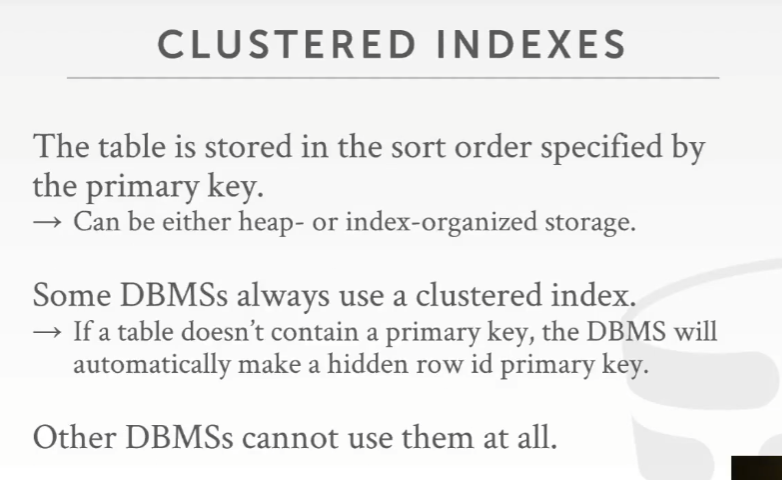 CLUSTERED INDEXES
The table is stored in the sort order specified by
the primary key.
→ Can be either heap- or index-organized storage.
Some DBMSs always use a clustered index.
→ If a table doesn’t contain a primary key, the DBMS will
automatically make a hidden row id primary key.
Other DBMSs cannot use them at all.